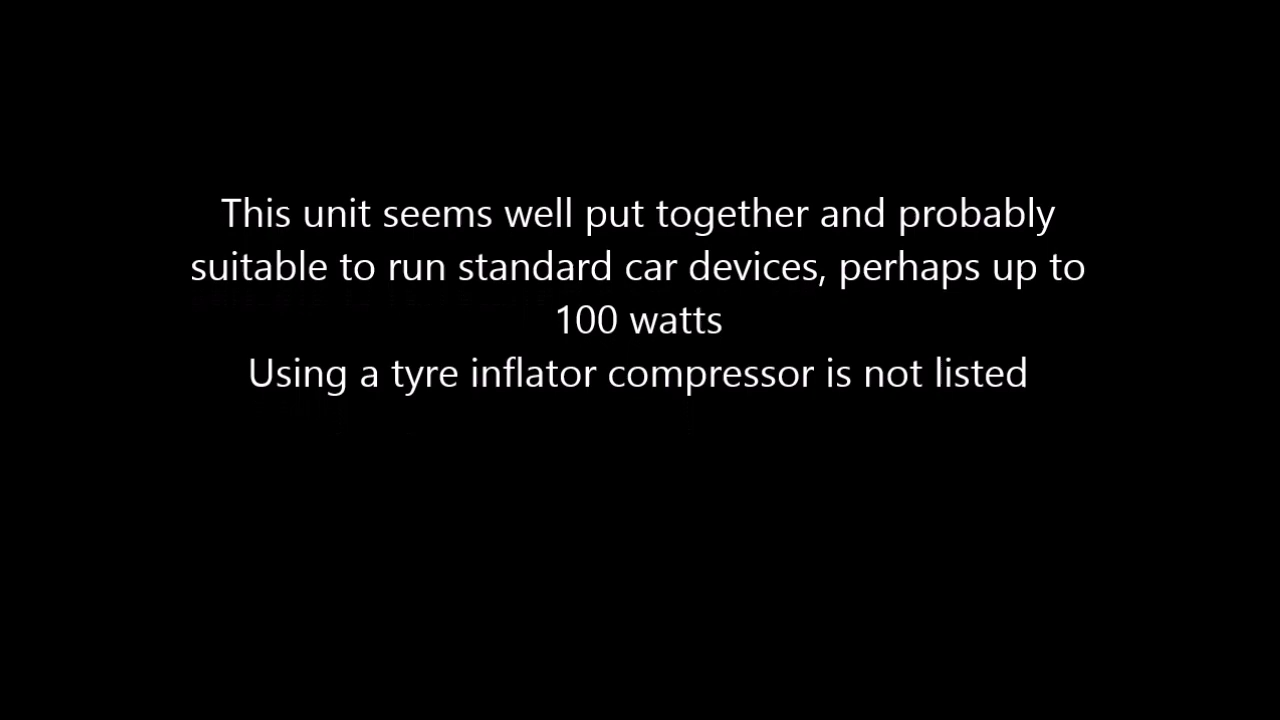 This unit seems well put together and probably
suitable to run standard car devices, perhaps up to
100 watts
Using a tyre inflator compressor is not listed